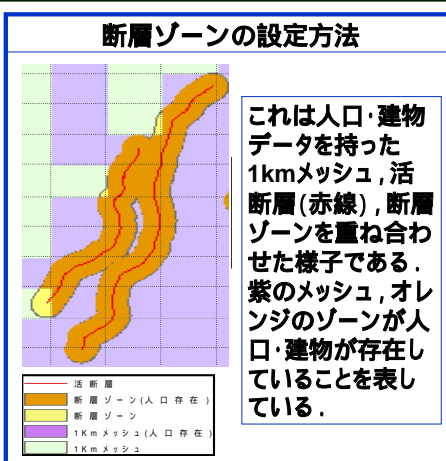 断層ゾーンの設定方法
これは人口・建物
データを持った
1kmメッシュ,活
断層(赤線),断層
ゾーンを重ね合わ
せた様子である.
紫のメッシュ,オレ
ンジのゾーンが人
口・建物が存在し
ていることを表し
ている.
活断層
断層ゾーン(人口存在)
断層ゾーン
1Kmメッシュ(人口存在)
1Kmメッシュ